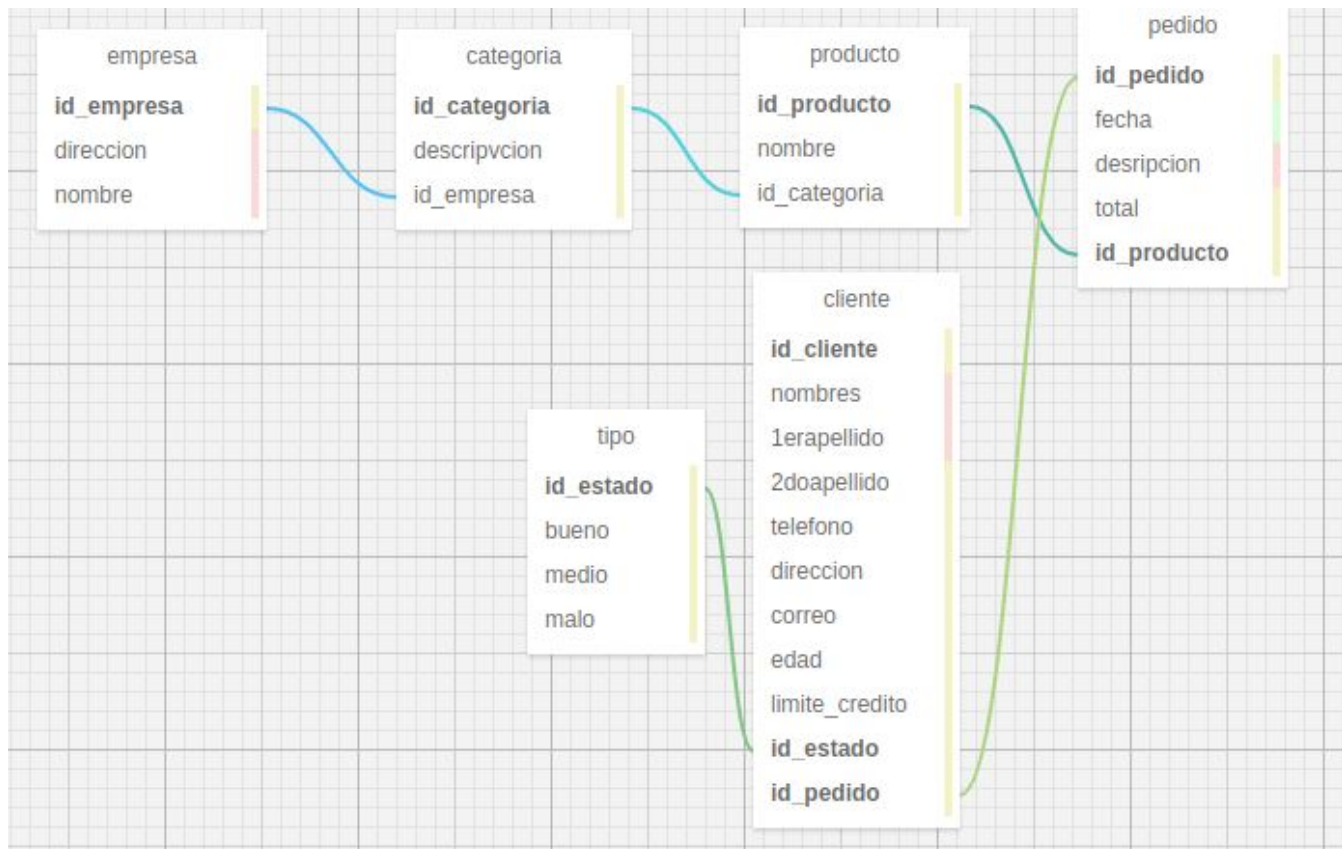 empresa
id_empresa
direccion
nombre
categoria
id_categoria
descripvcion
id_empresa
producto
id_producto
nombre
id_categoria
pedido
id_pedido
fecha
desripcion
total
id_producto
cliente
id_cliente
nombres
1erapellido
2doapellido
telefono
direccion
correo
edad
limite_credito
id_estado
id_pedido
tipo
id_estado
bueno
medio
malo